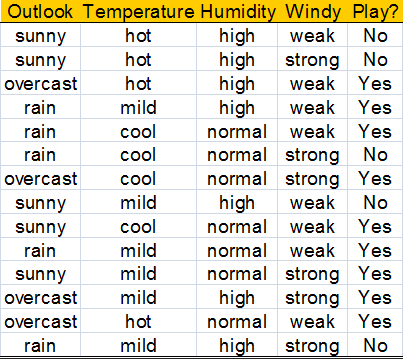 Outlook Temperature Humidity Windy Play?
sunny hot high weak No
sunny hot high strong No
overcast hot high weak Yes
rain mild high weak Yes
rain cool normal weak Yes
rain cool normal strong No
overcast cool normal strong Yes
sunny mild high weak No
sunny cool normal weak Yes
rain mild normal weak Yes
sunny mild normal strong Yes
overcast mild high strong Yes
overcast hot normal weak Yes
rain mild high strong No